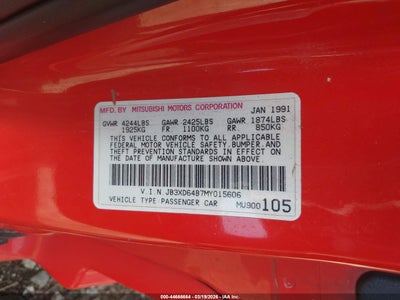 MFD. BY MITSUBISHI MOTORS CORPORATION JAN 1991
GVWR 4244LBS GAWR 2425LBS GAWR 1874LBS
1925KG FR 1100KG RR 850KG
THIS VEHICLE CONFORMS TO ALL APPLICABLE
FEDERAL MOTOR VEHICLE SAFETY,BUMPER,AND
THEFT PREVENTION STANDARDS IN EFFECT ON
THE DATE OF MANUFACTURE SHOWN ABOVE.
V.I.N. JB3XD64B7MY015606
VEHICLE TYPE PASSENGER CAR MU900 105
OWNER: 44688664 / 03/19/2026 - IAA Inc.